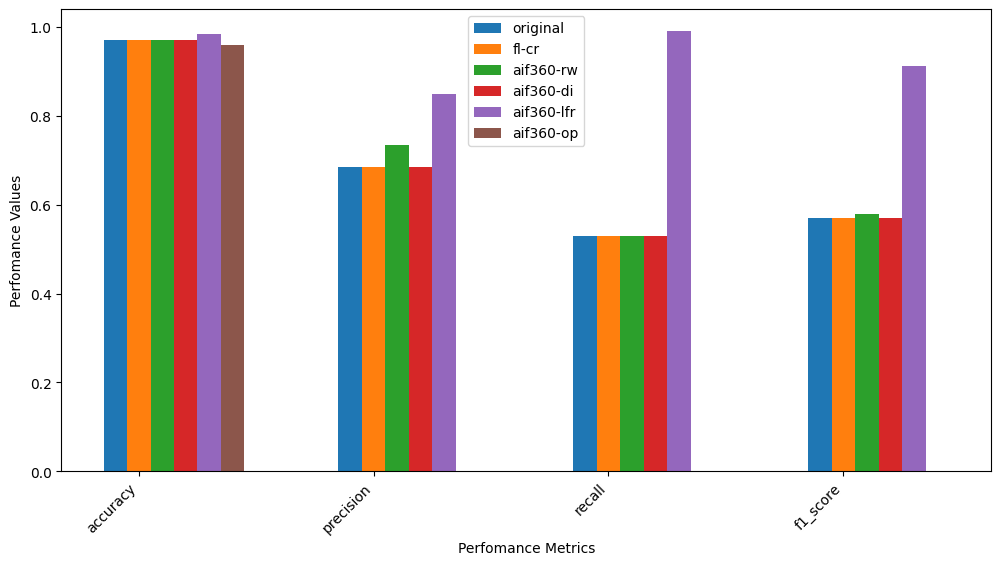 original
fl-cr
aif360-rw
aif360-di
aif360-lfr
aif360-op
1.0
0.8
0.6
0.4
0.2
0.0
Perfomance Values
accuracy
precision
recall
f1_score
Perfomance Metrics